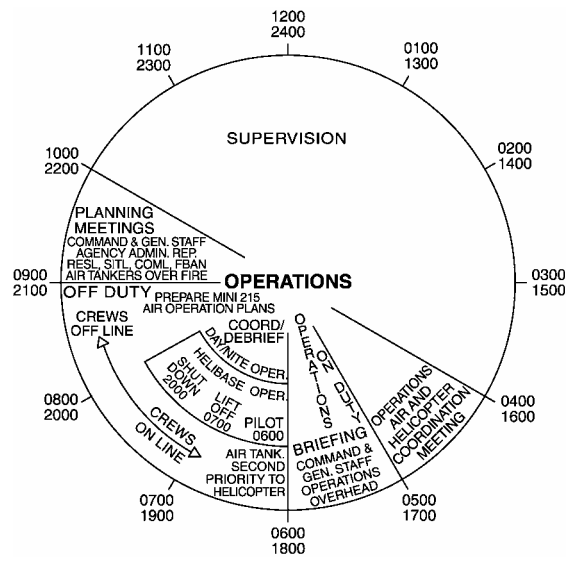 1200
2400
1100
2300
0100
1300
SUPERVISION
1000
2200
0200
1400
PLANNING
MEETINGS
COMMAND & GEN. STAFF
AGENCY ADMIN. REP.
RESL, SITL, COML, FBAN
AIR TANKERS OVER FIRE
0900
2100
OPERATIONS
0300
1500
OFF DUTY
PREPARE MINI 215
AIR OPERATION PLANS
CREWS
OFF LINE
COORD/
DEBRIEF
DAY/NITE OPER.
HELIBASE OPER.
SHUT
DOWN
2000
LIFT
OFF
0700
PILOT
0600
CREWS
ON LINE
AIR TANK.
SECOND
PRIORITY TO
HELICOPTER
OPERATIONS
ON DUTY
BRIEFING
COMMAND &
GEN. STAFF
OPERATIONS
OVERHEAD
OPERATIONS
AIR AND
HELICOPTER
COORDINATION
MEETING
0800
2000
0400
1600
0700
1900
0500
1700
0600
1800